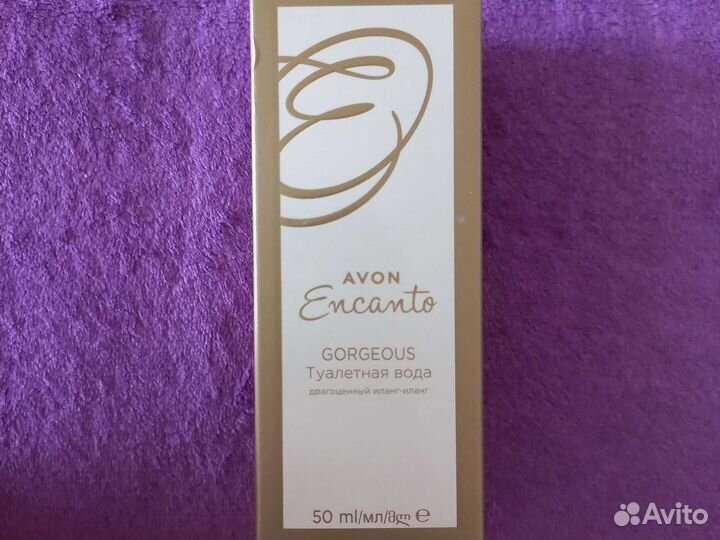 AVON
Encanto
GORGEOUS
Туалетная вода
драгоценный иланг-иланг
50 ml/мл/მლ ℮
Avito